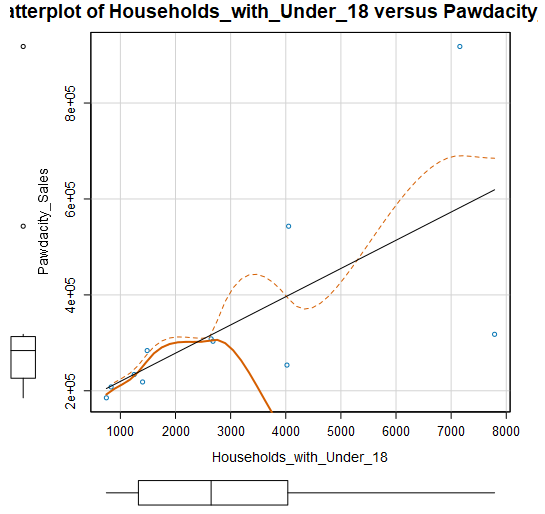 atterplot of Households_with_Under_18 versus Pawdacity_
8e+05
6e+05
4e+05
2e+05
Pawdacity_Sales
1000 2000 3000 4000 5000 6000 7000 8000
Households_with_Under_18